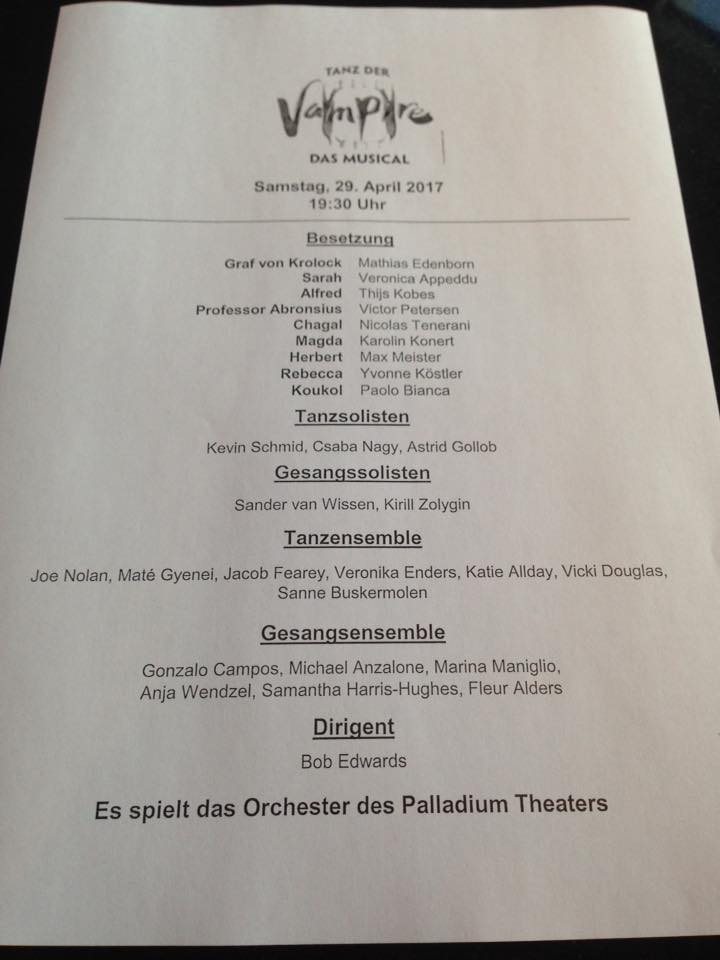 TANZ DER
Vampire
DAS MUSICAL
Samstag, 29. April 2017
19:30 Uhr
Besetzung
Graf von Krolock Mathias Edenborn
Sarah Veronica Appeddu
Alfred Thijs Kobes
Professor Abronsius Victor Petersen
Chagal Nicolas Tenerani
Magda Karolin Konert
Herbert Max Meister
Rebecca Yvonne Köstler
Koukol Paolo Bianca
Tanzsolisten
Kevin Schmid, Csaba Nagy, Astrid Gollob
Gesangssolisten
Sander van Wissen, Kirill Zolygin
Tanzensemble
Joe Nolan, Maté Gyenei, Jacob Fearey, Veronika Enders, Katie Allday, Vicki Douglas,
Sanne Buskermolen
Gesangsensemble
Gonzalo Campos, Michael Anzalone, Marina Maniglio,
Anja Wendzel, Samantha Harris-Hughes, Fleur Alders
Dirigent
Bob Edwards
Es spielt das Orchester des Palladium Theaters